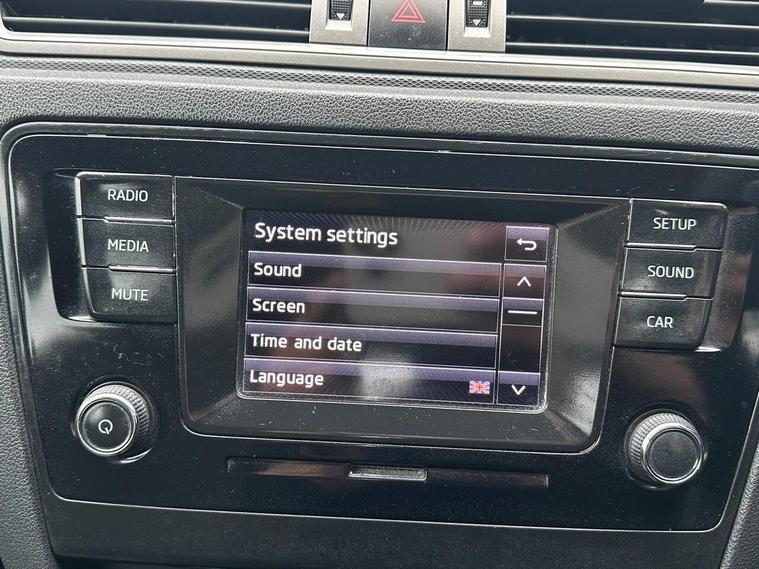 RADIO
MEDIA
MUTE
System settings
Sound
Screen
Time and date
Language
SETUP
SOUND
CAR